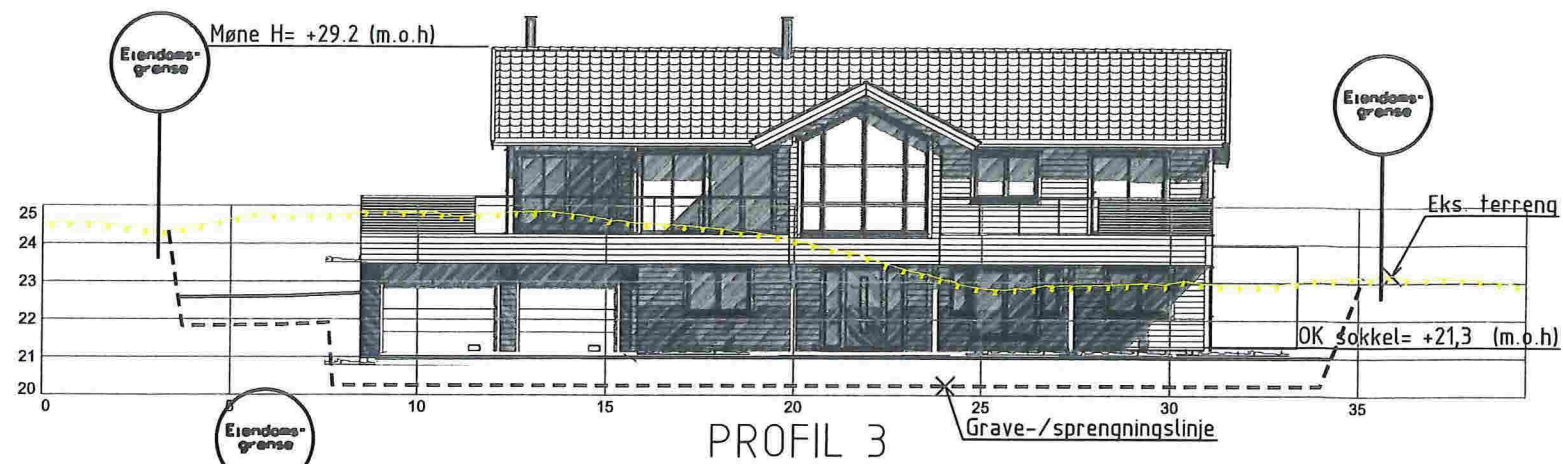 Eiendoms-
grense
Møne H= +29.2 (m.o.h)
Eiendoms-
grense
Eks. terreng
25
24
23
22
21
20
OK sokkel= +21,3 (m.o.h)
0
5
10
15
20
25
30
35
Eiendoms-
grense
PROFIL 3
Grave-/sprengningslinje